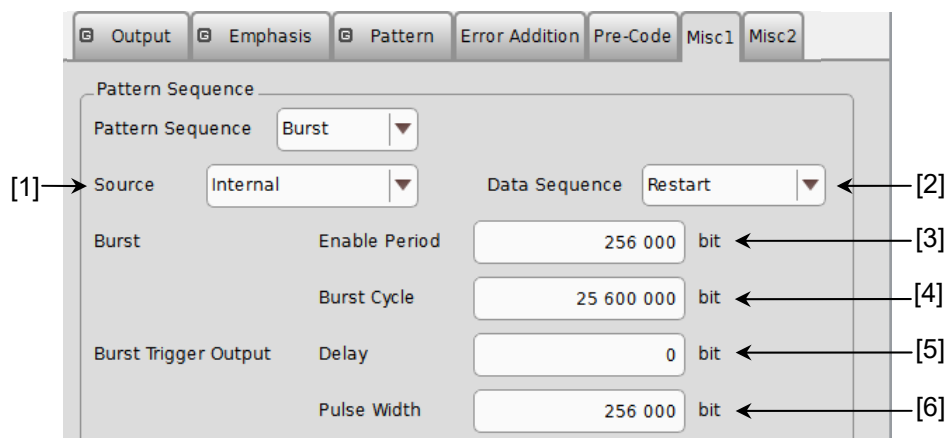 G Output G Emphasis G Pattern Error Addition Pre-Code Misc1 Misc2
Pattern Sequence
Pattern Sequence Burst
[1] Source Internal Data Sequence Restart [2]
Burst Enable Period 256 000 bit [3]
Burst Cycle 25 600 000 bit [4]
Burst Trigger Output Delay 0 bit [5]
Pulse Width 256 000 bit [6]